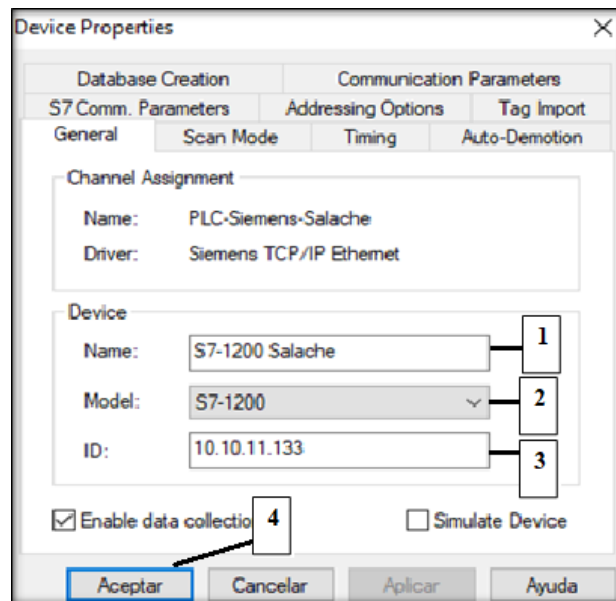 Device Properties
Database Creation Communication Parameters
S7 Comm. Parameters Addressing Options Tag Import
General Scan Mode Timing Auto-Demotion
Channel Assignment
Name: PLC-Siemens-Salache
Driver: Siemens TCP/IP Ethernet
Device
Name: S7-1200 Salache 1
Model: S7-1200 2
ID: 10.10.11.133 3
Enable data collectio 4 Simulate Device
Aceptar Cancelar Aplicar Ayuda